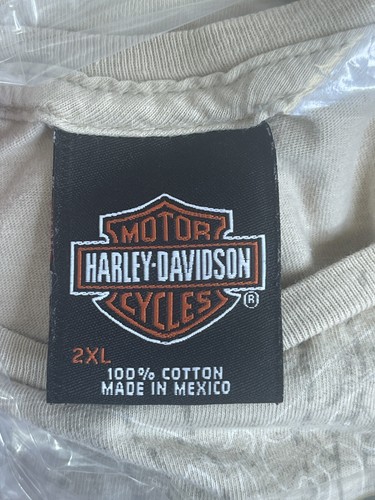 MOTOR
HARLEY-DAVIDSON
CYCLES
®
2XL
100% COTTON
MADE IN MEXICO